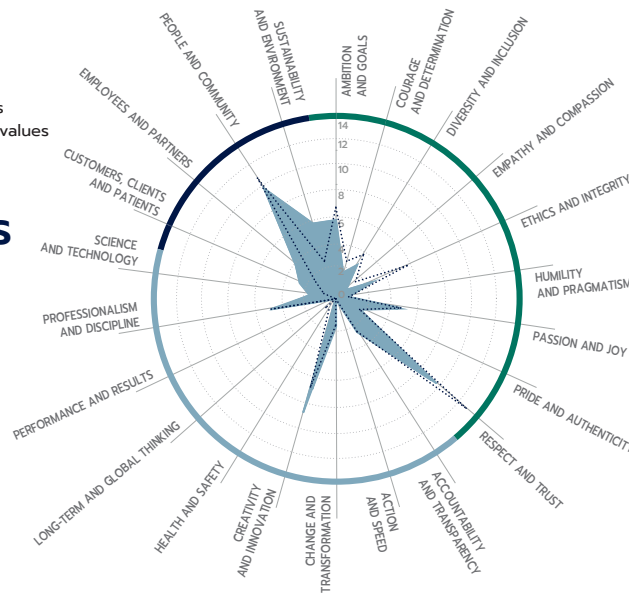 s
values
s
AMBITION
AND GOALS
COURAGE
AND DETERMINATION
DIVERSITY AND INCLUSION
EMPATHY AND COMPASSION
ETHICS AND INTEGRITY
HUMILITY
AND PRAGMATISM
PASSION AND JOY
PRIDE AND AUTHENTICITY
RESPECT AND TRUST
ACCOUNTABILITY
AND TRANSPARENCY
ACTION
AND SPEED
CHANGE AND
TRANSFORMATION
CREATIVITY
AND INNOVATION
HEALTH AND SAFETY
LONG-TERM AND GLOBAL THINKING
PERFORMANCE AND RESULTS
PROFESSIONALISM
AND DISCIPLINE
SCIENCE
AND TECHNOLOGY
CUSTOMERS, CLIENTS
AND PATIENTS
EMPLOYEES AND PARTNERS
PEOPLE AND COMMUNITY
SUSTAINABILITY
AND ENVIRONMENT
14
12
10
8